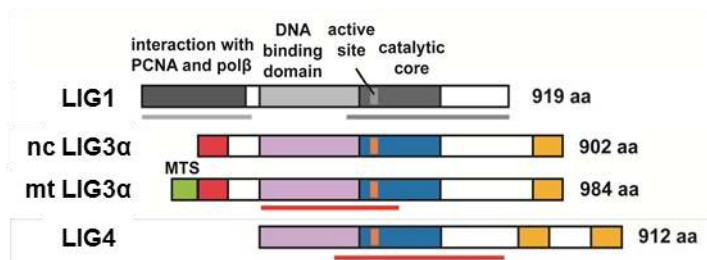 interaction with PCNA and polβ
DNA binding domain
active site
catalytic core
LIG1
919 aa
nc LIG3α
902 aa
MTS
mt LIG3α
984 aa
LIG4
912 aa